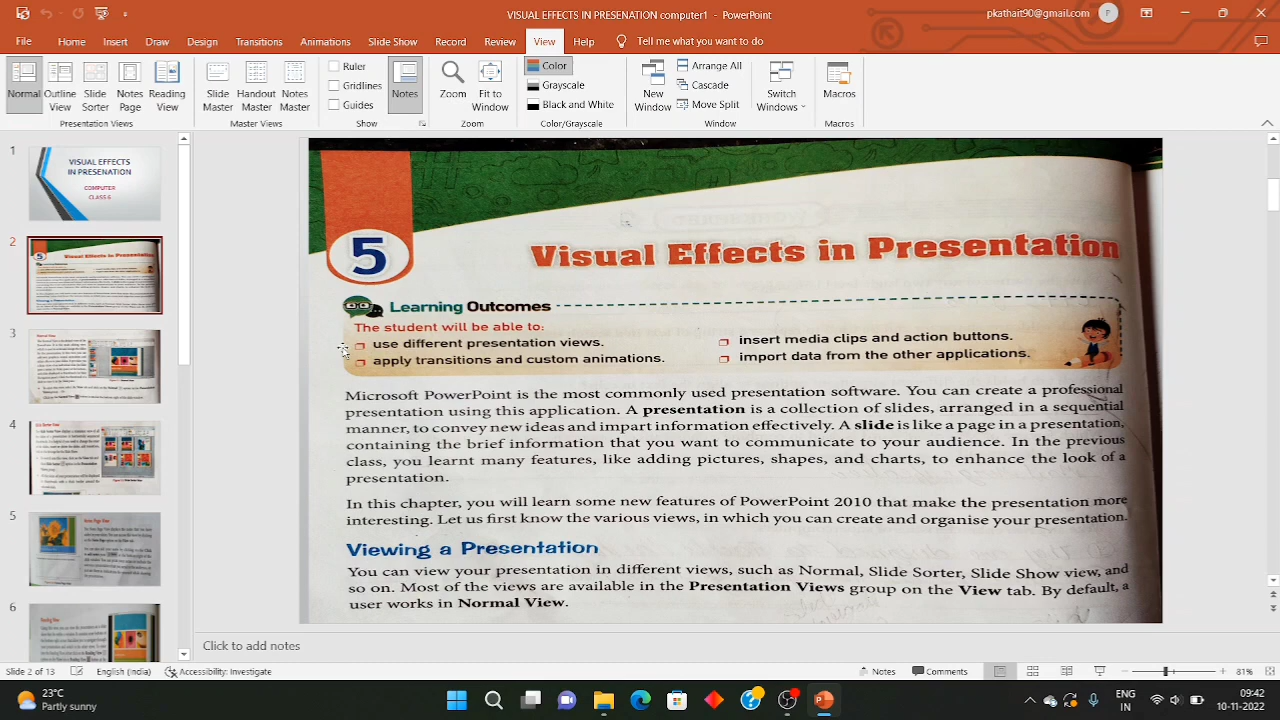 VISUAL EFFECTS IN PRESENTATION computer1 - PowerPoint
pkathait90@gmail.com
File Home Insert Draw Design Transitions Animations Slide Show Record Review View Help Tell me what you want to do
Normal
Outline View
Slide Sorter
Notes Page
Reading View
Presentation Views
Slide Master
Handout Master
Notes Master
Master Views
Ruler
Gridlines
Guides
Show
Notes
Zoom
Fit to Window
Zoom
Color
Grayscale
Black and White
Color/Grayscale
New Window
Arrange All
Cascade
Move Split
Switch Windows
Window
Macros
Macros
1
VISUAL EFFECTS
IN PRESENATION
COMPUTER
CLASS 6
2
3
4
5
6
5
Visual Effects in Presentation
Learning Outcomes
The student will be able to:
use different presentation views.
apply transitions and custom animations.
insert media clips and action buttons.
import data from the other applications.
Microsoft PowerPoint is the most commonly used presentation software. You can create a professional
presentation using this application. A presentation is a collection of slides, arranged in a sequential
manner, to convey the ideas and impart information effectively. A slide is like a page in a presentation,
containing the brief information that you want to communicate to your audience. In the previous
class, you learnt many features, like adding pictures, shapes, and charts to enhance the look of a
presentation.
In this chapter, you will learn some new features of PowerPoint 2010 that make the presentation more
interesting. Let us first know the various views, in which you can create and organise your presentation.
Viewing a Presentation
You can view your presentation in different views, such as Normal, Slide Sorter, Slide Show view, and
so on. Most of the views are available in the Presentation Views group on the View tab. By default, a
user works in Normal View.
Click to add notes
Slide 2 of 13 English (India) Accessibility: Investigate Notes Comments 81%
23°C
Partly sunny
ENG
IN
09:42
10-11-2022